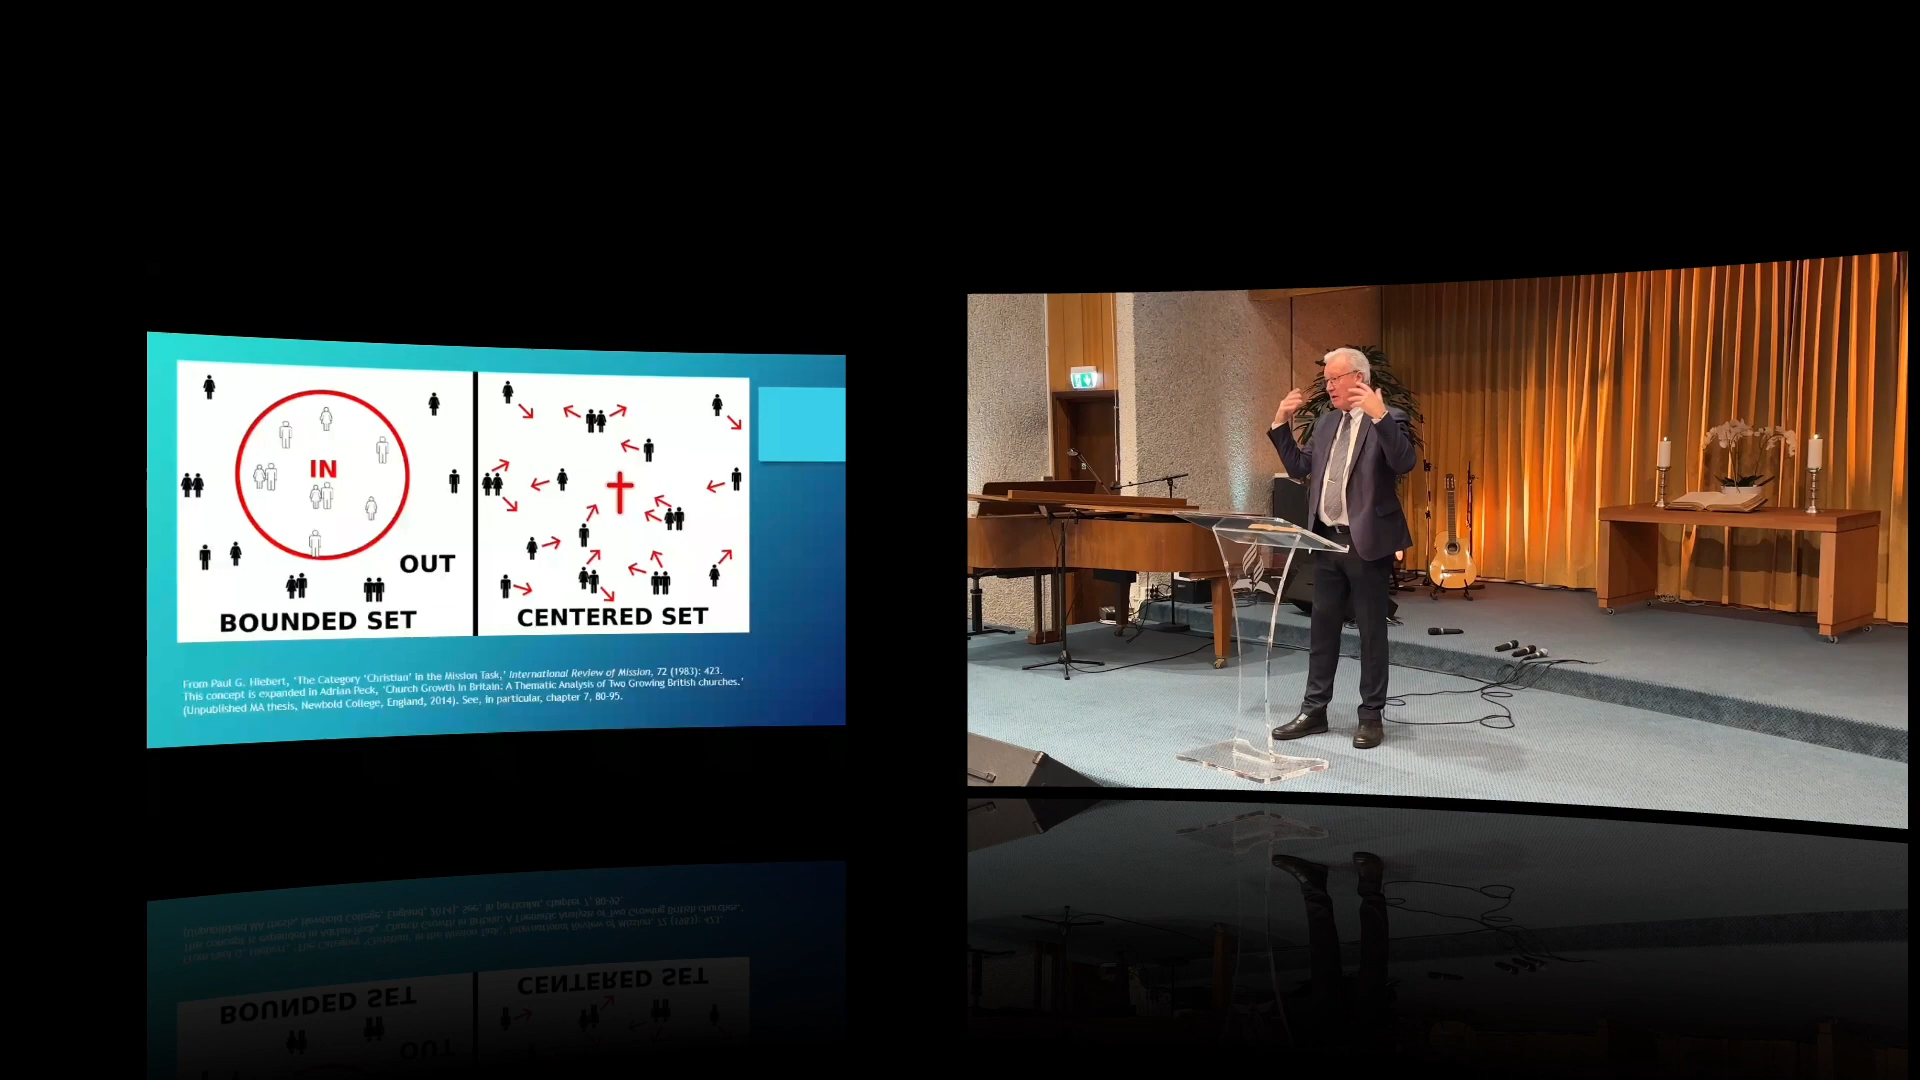 IN
OUT
BOUNDED SET
CENTERED SET
From Paul G. Hiebert, ‘The Category ‘Christian’ in the Mission Task,’ International Review of Mission, 72 (1983): 423.
This concept is expanded in Adrian Peck, ‘Church Growth in Britain: A Thematic Analysis of Two Growing British churches.’
(Unpublished MA thesis, Newbold College, England, 2014). See, in particular, chapter 7, 80-95.